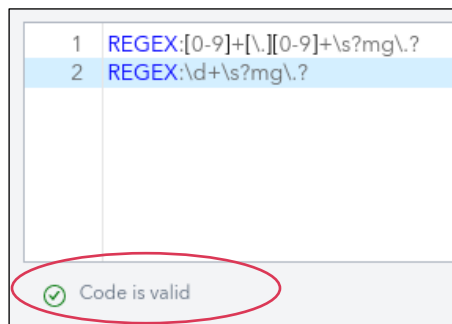 1 REGEX:[0-9]+[\.][0-9]+\s?mg\.?
2 REGEX:\d+\s?mg\.?
Code is valid